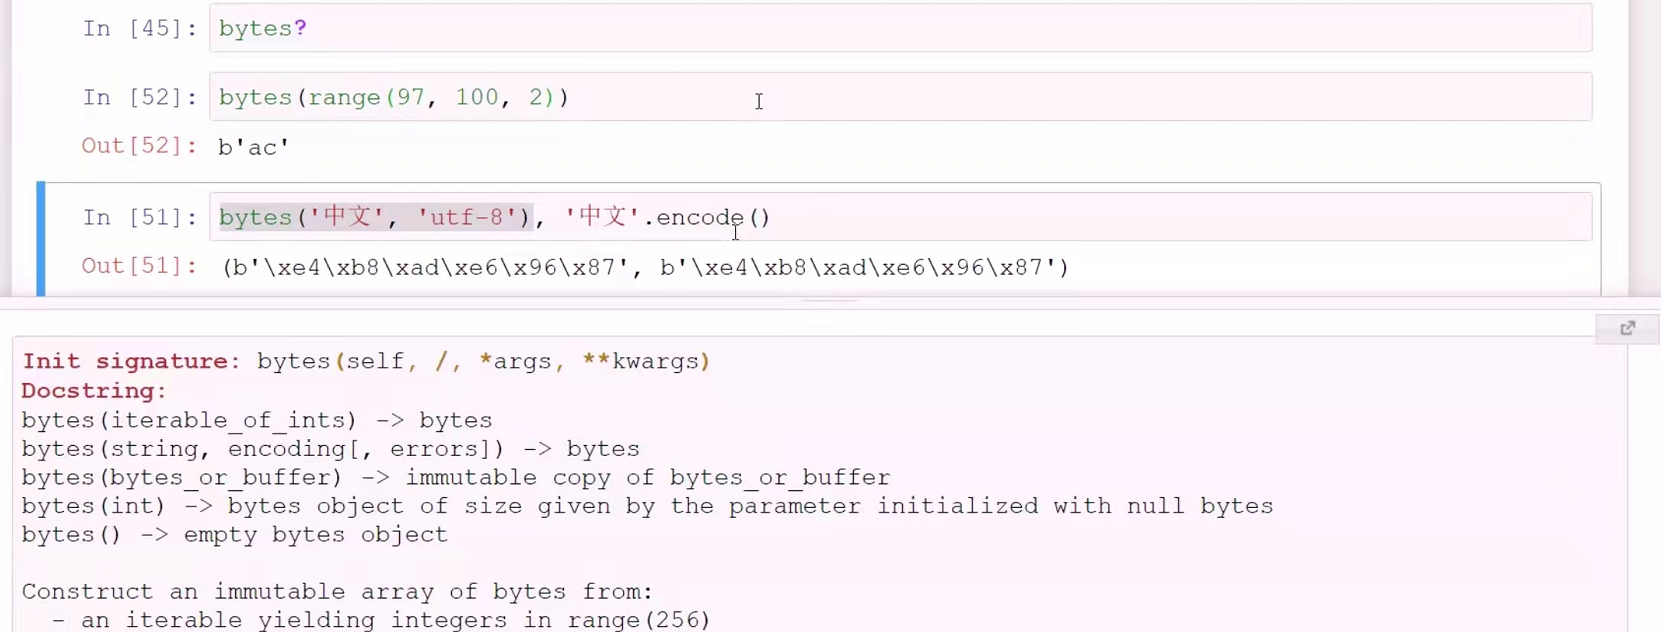 In [45]: bytes?
In [52]: bytes(range(97, 100, 2))
Out[52]: b'ac'
In [51]: bytes('中文', 'utf-8'), '中文'.encode()
Out[51]: (b'\xe4\xb8\xad\xe6\x96\x87', b'\xe4\xb8\xad\xe6\x96\x87')
Init signature: bytes(self, /, *args, **kwargs)
Docstring:
bytes(iterable_of_ints) -> bytes
bytes(string, encoding[, errors]) -> bytes
bytes(bytes_or_buffer) -> immutable copy of bytes_or_buffer
bytes(int) -> bytes object of size given by the parameter initialized with null bytes
bytes() -> empty bytes object
Construct an immutable array of bytes from:
- an iterable yielding integers in range(256)